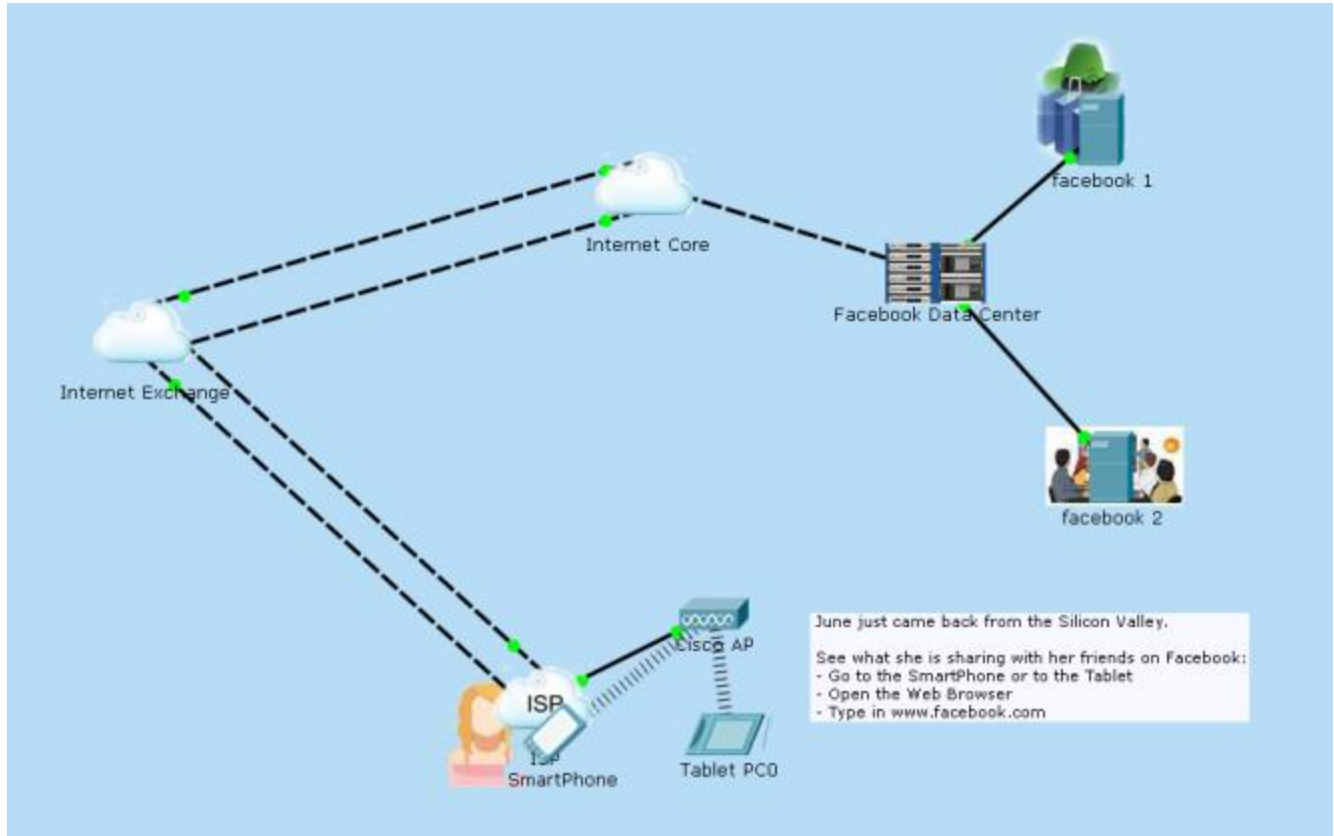 facebook 1
Internet Core
Facebook Data Center
Internet Exchange
facebook 2
Cisco AP
June just came back from the Silicon Valley.
See what she is sharing with her friends on Facebook:
- Go to the SmartPhone or to the Tablet
- Open the Web Browser
- Type in www.facebook.com
ISP
ISP
SmartPhone
Tablet PC0